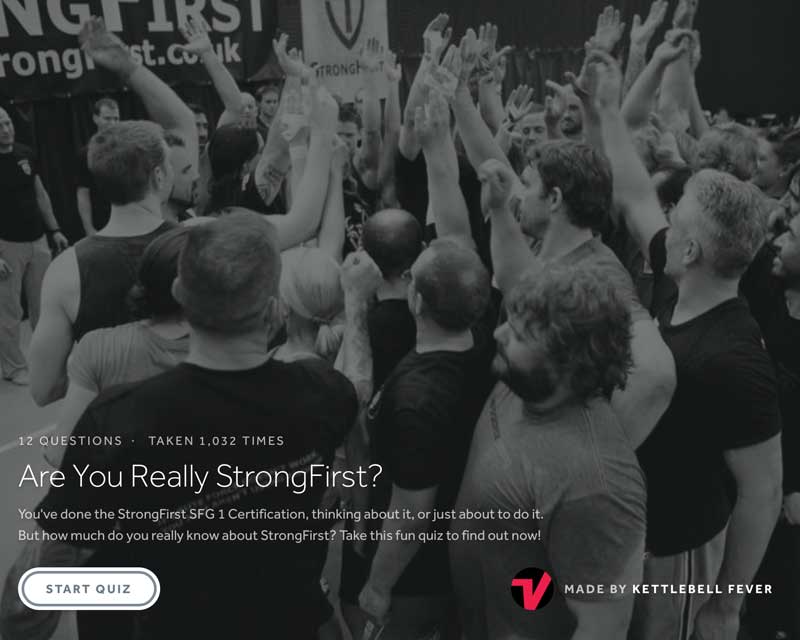 NGFIRST
rongFirst.co.uk
STRONGFIRST
12 QUESTIONS · TAKEN 1,032 TIMES
Are You Really StrongFirst?
You've done the StrongFirst SFG 1 Certification, thinking about it, or just about to do it.
But how much do you really know about StrongFirst? Take this fun quiz to find out now!
START QUIZ
MADE BY KETTLEBELL FEVER